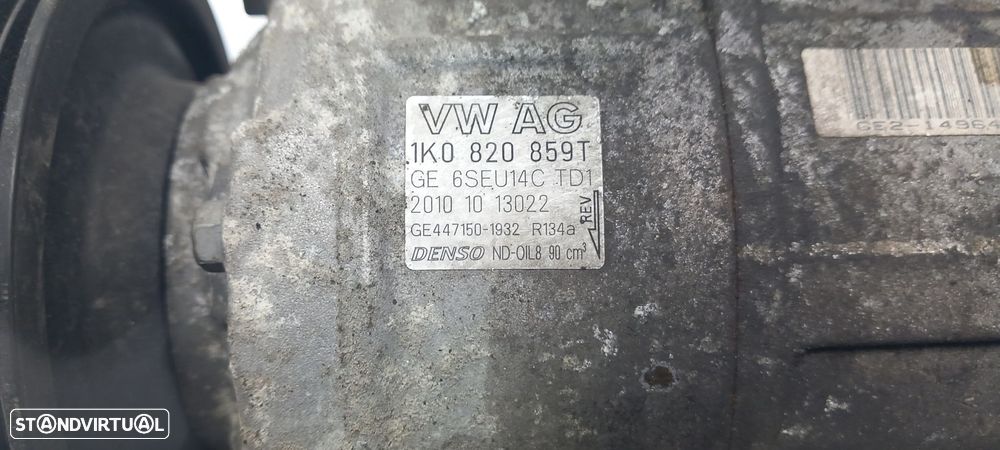 VW AG
1K0 820 859T
GE 6SEU14C TD1
2010 10 13022
GE447150-1932 R134a
REV
DENSO ND-OIL8 90 cm³
STANDVIRTUAL